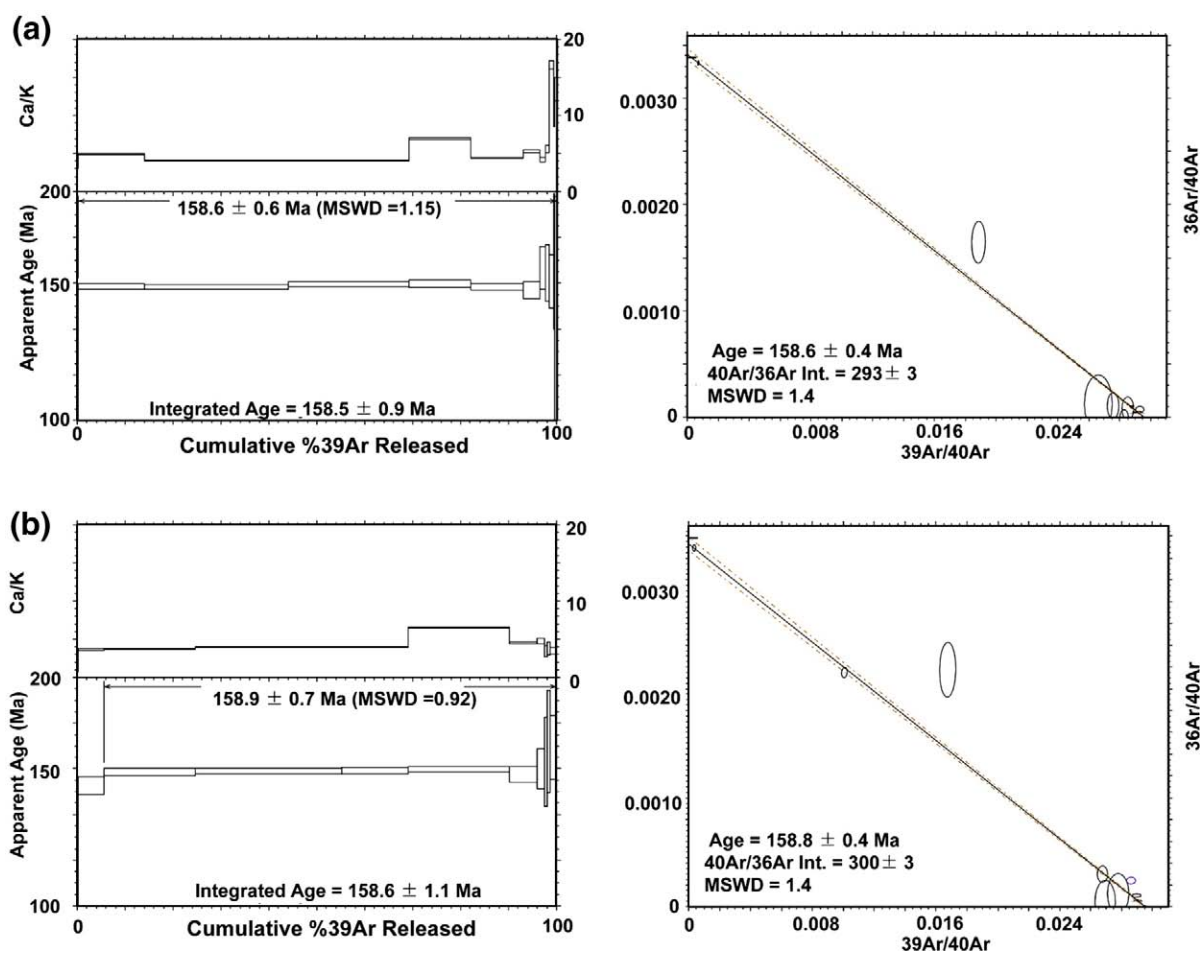 (a)
20
Ca/K
10
0
200
158.6 ± 0.6 Ma (MSWD =1.15)
Apparent Age (Ma)
150
Integrated Age = 158.5 ± 0.9 Ma
100
0
100
Cumulative %39Ar Released
0.0030
0.0020
0.0010
0
36Ar/40Ar
Age = 158.6 ± 0.4 Ma
40Ar/36Ar Int. = 293± 3
MSWD = 1.4
0
0.008
0.016
0.024
39Ar/40Ar
(b)
20
Ca/K
10
0
200
158.9 ± 0.7 Ma (MSWD =0.92)
Apparent Age (Ma)
150
Integrated Age = 158.6 ± 1.1 Ma
100
0
100
Cumulative %39Ar Released
0.0030
0.0020
0.0010
0
36Ar/40Ar
Age = 158.8 ± 0.4 Ma
40Ar/36Ar Int. = 300± 3
MSWD = 1.4
0
0.008
0.016
0.024
39Ar/40Ar